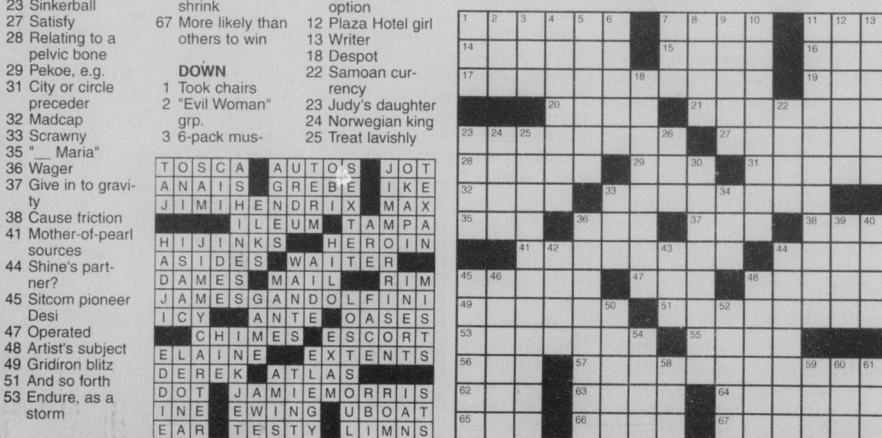 23 Sinkerball
27 Satisfy
28 Relating to a
pelvic bone
29 Pekoe, e.g.
31 City or circle
preceder
32 Madcap
33 Scrawny
35 "__ Maria"
36 Wager
37 Give in to gravi-
ty
38 Cause friction
41 Mother-of-pearl
sources
44 Shine's part-
ner?
45 Sitcom pioneer
Desi
47 Operated
48 Artist's subject
49 Gridiron blitz
51 And so forth
53 Endure, as a
storm
shrink
67 More likely than
others to win
DOWN
1 Took chairs
2 "Evil Woman"
grp.
3 6-pack mus-
option
12 Plaza Hotel girl
13 Writer
18 Despot
22 Samoan cur-
rency
23 Judy's daughter
24 Norwegian king
25 Treat lavishly
TOSCA AUTOS JOT
ANAIS GREBE IKE
JIMIHENDRIX MAX
ILEUM TAMPA
HIJINKS HEROIN
ASIDES WAITER
DAMES MAIL RIM
JAMESGANDOLFINI
ICY ANTE OASES
CHIMES ESCORT
ELAINE EXTENTS
DEREK ATLAS
DOT JAMIEMORRIS
INE EWING UBOAT
EAR TESTY LIMNS
1 2 3 4 5 6 7 8 9 10 11 12 13
14 15 16
17 18 19
20 21 22
23 24 25 26 27
28 29 30 31
32 33 34
35 36 37 38 39 40
41 42 43 44
45 46 47 48
49 50 51 52
53 54 55
56 57 58 59 60 61
62 63 64
65 66 67